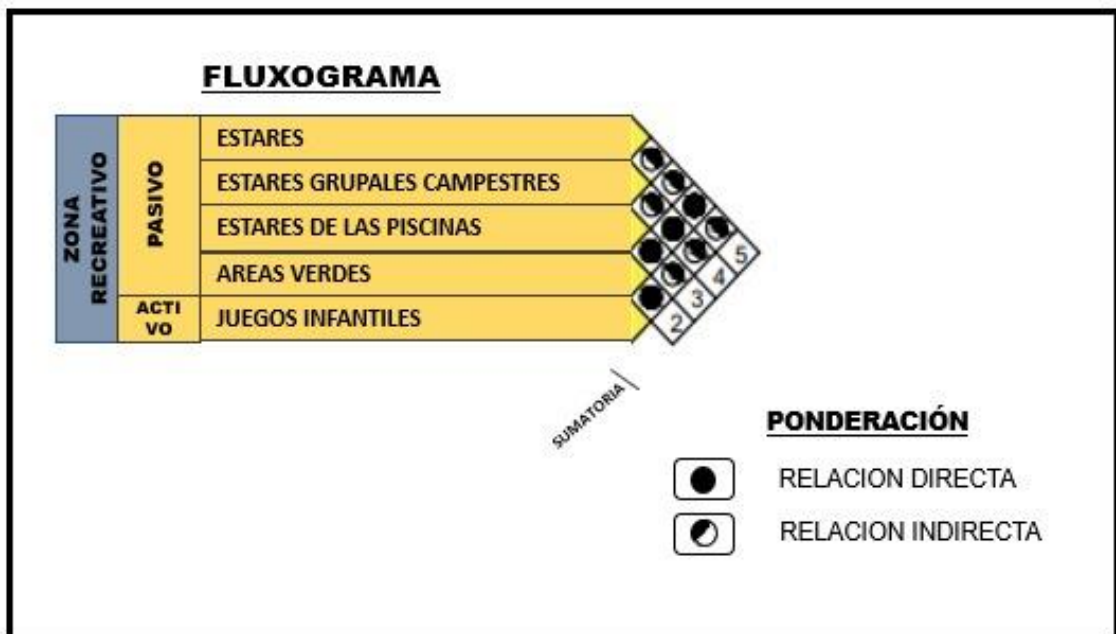 FLUXOGRAMA
ZONA
RECREATIVO
PASIVO
ESTARES
ESTARES GRUPALES CAMPESTRES
ESTARES DE LAS PISCINAS
AREAS VERDES
ACTI
VO
JUEGOS INFANTILES
5
4
3
2
SUMATORIA
PONDERACIÓN
RELACION DIRECTA
RELACION INDIRECTA